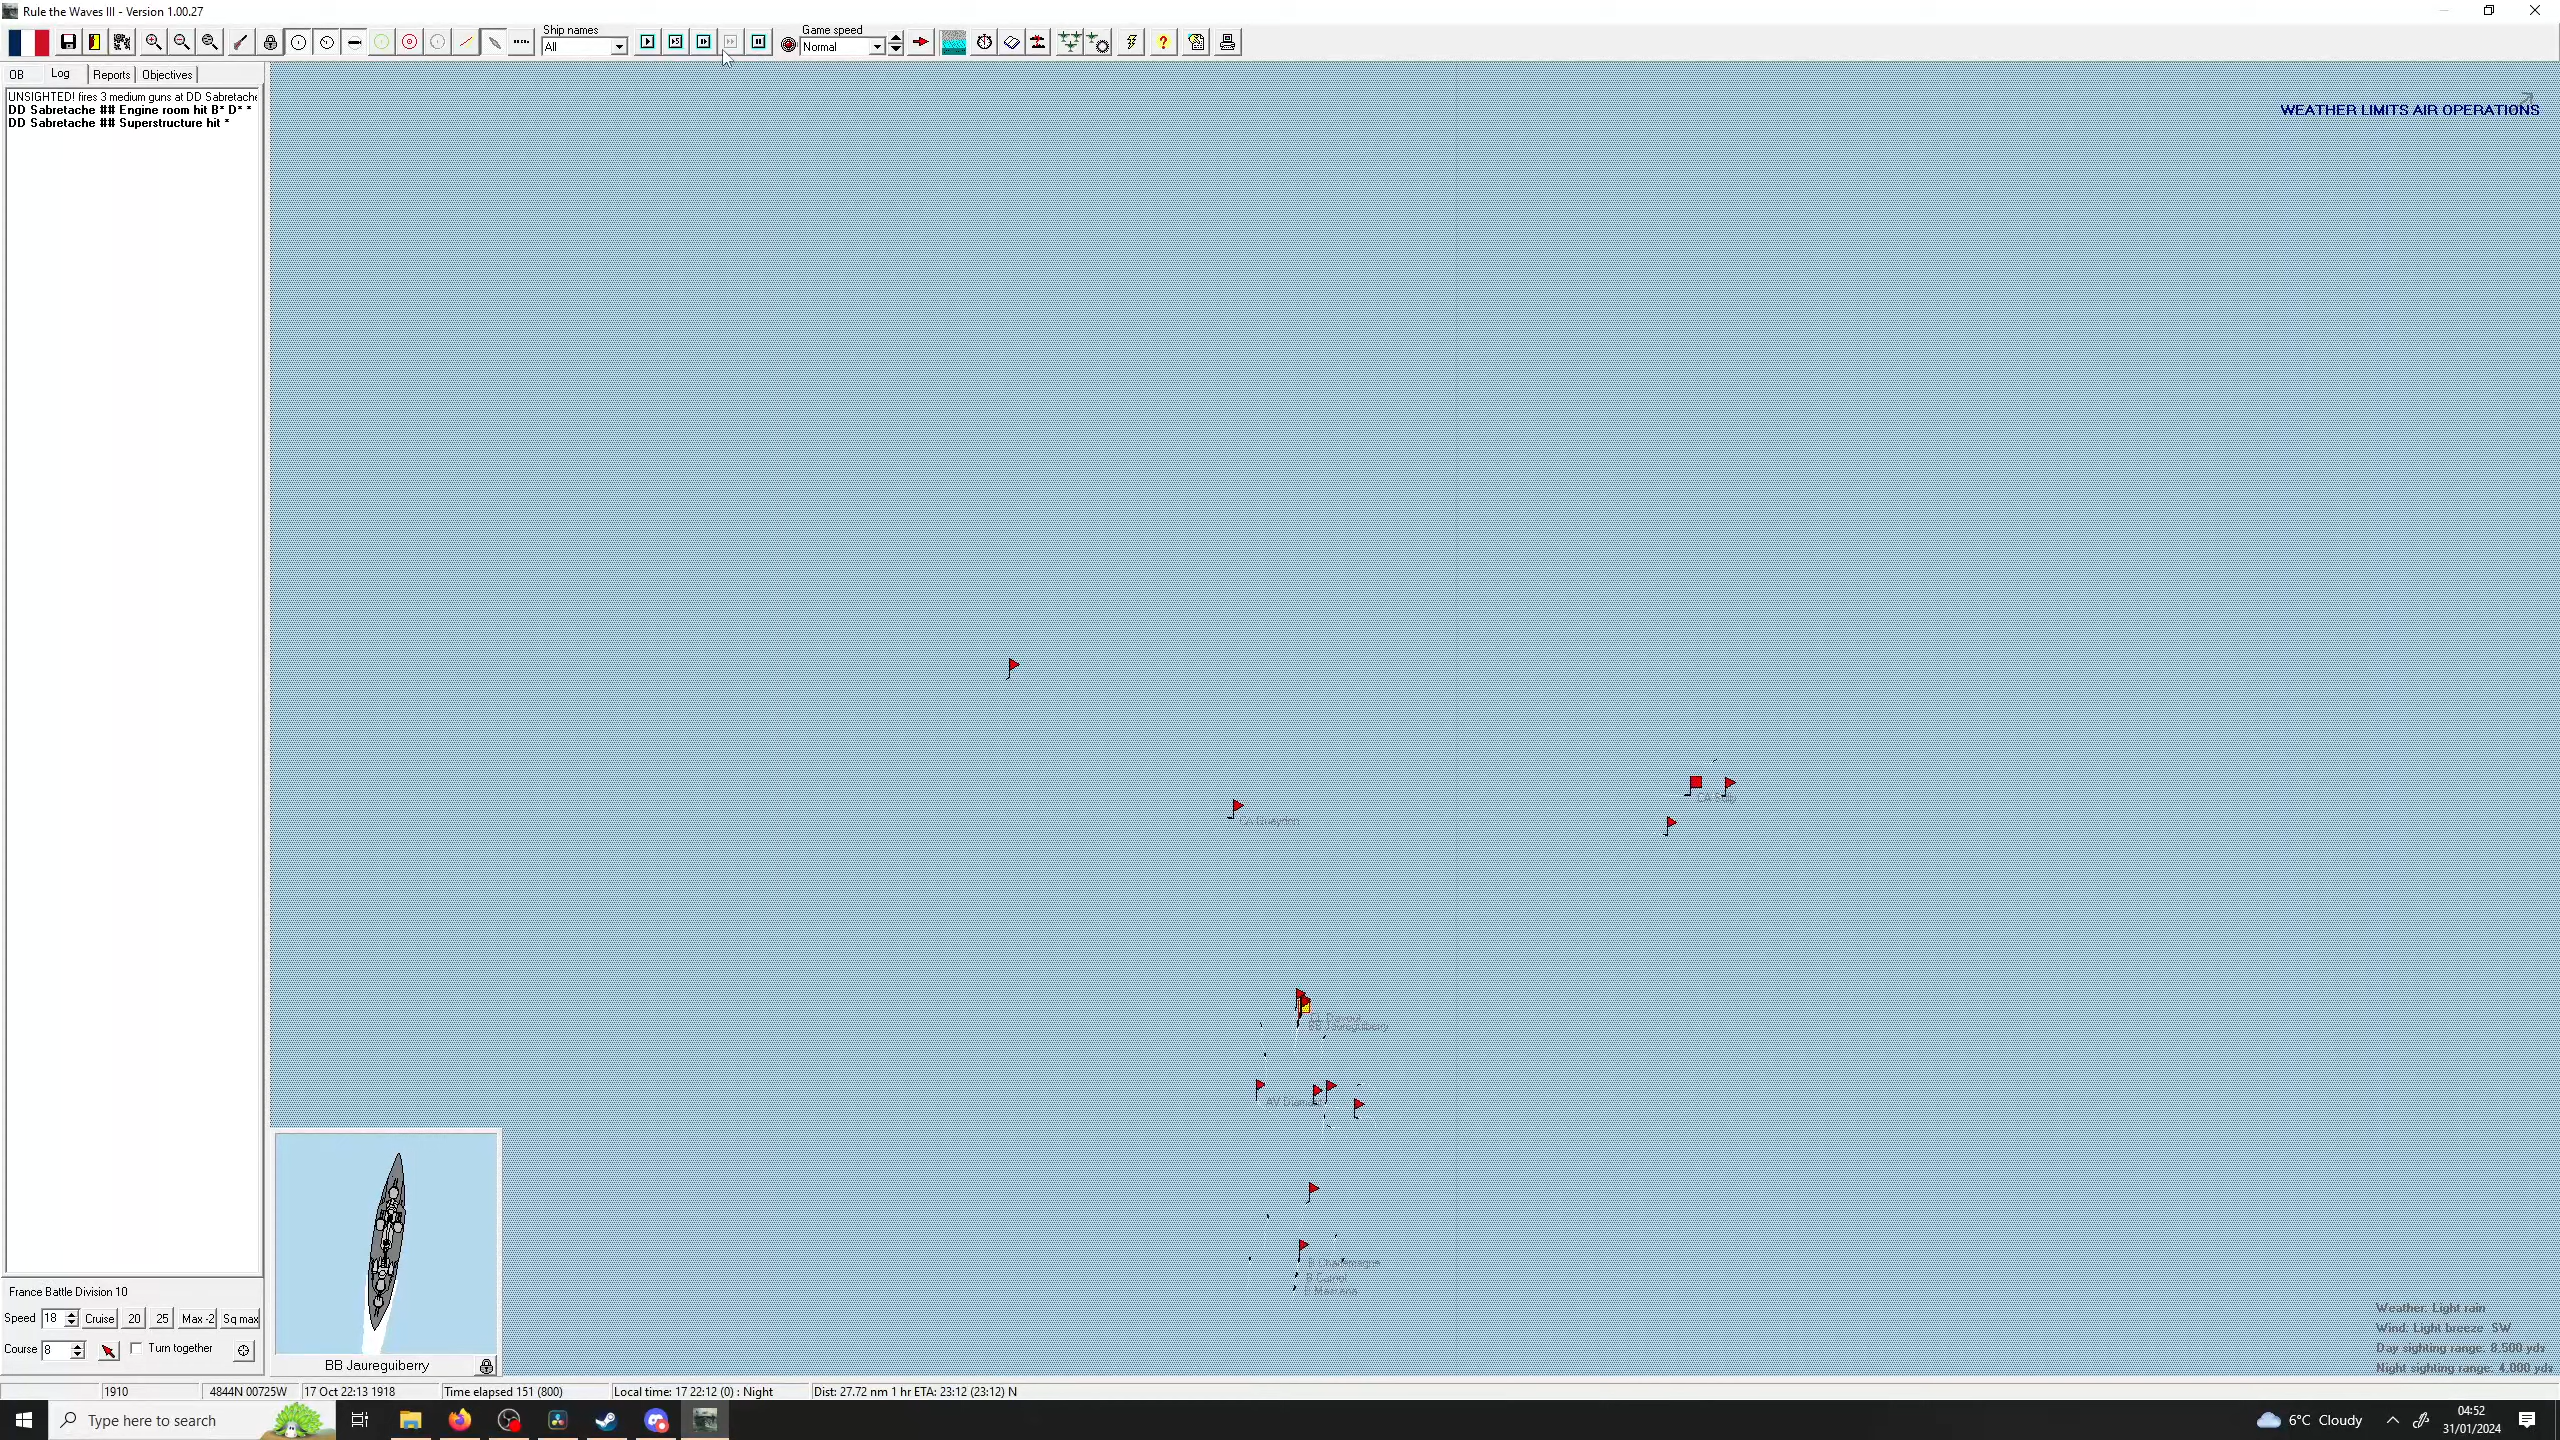 Rule the Waves III - Version 1.00.27
Ship names
All
Game speed
Normal
OB
Log
Reports
Objectives
UNSIGHTED! fires 3 medium guns at DD Sabretache
DD Sabretache ## Engine room hit B* D* *
DD Sabretache ## Superstructure hit *
WEATHER LIMITS AIR OPERATIONS
BB Jaureguiberry
AV
France Battle Division 10
Speed 18 Cruise 20 25 Max -2 Sq max
Course 8 Turn together
BB Jaureguiberry
Weather: Light rain
Wind: Light breeze SW
Day sighting range: 8,500 yds
Night sighting range: 4,000 yds
1910
4844N 00725W
17 Oct 22:13 1918
Time elapsed 151 (800)
Local time: 17 22:12 (0) : Night
Dist: 27.72 nm 1 hr ETA: 23:12 (23:12) N
Type here to search
6°C Cloudy
04:52
31/01/2024